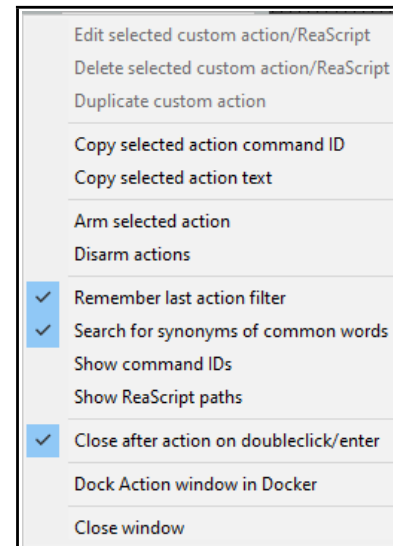 Edit selected custom action/ReaScript
Delete selected custom action/ReaScript
Duplicate custom action
Copy selected action command ID
Copy selected action text
Arm selected action
Disarm actions
Remember last action filter
Search for synonyms of common words
Show command IDs
Show ReaScript paths
Close after action on doubleclick/enter
Dock Action window in Docker
Close window